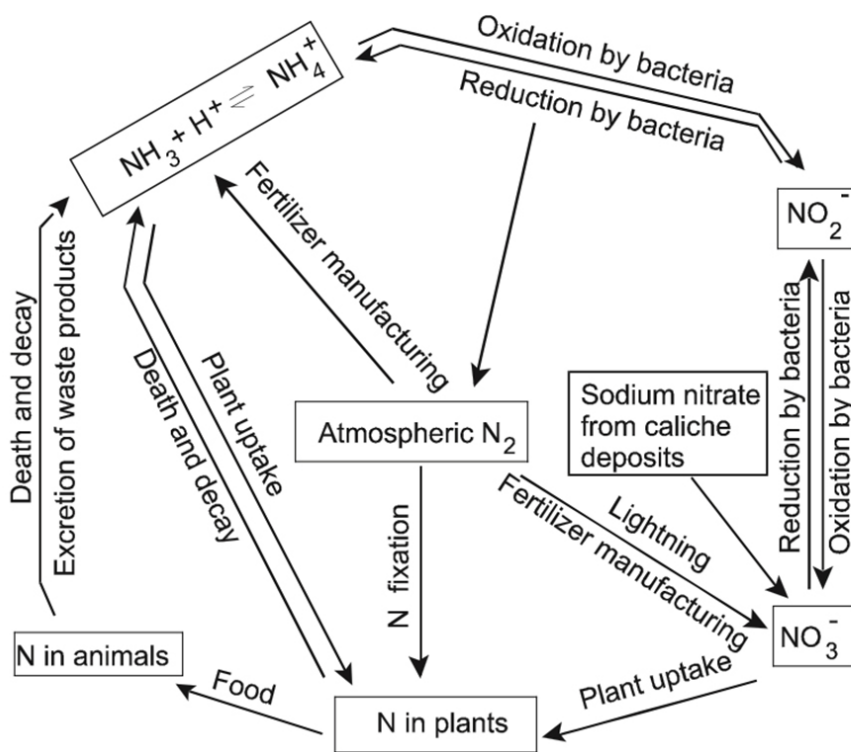 Oxidation by bacteria
Reduction by bacteria
NH₃ + H⁺ ⇌ NH₄⁺
NO₂⁻
Fertilizer manufacturing
Death and decay
Excretion of waste products
Plant uptake
Death and decay
Atmospheric N₂
Sodium nitrate
from caliche
deposits
Reduction by bacteria
Oxidation by bacteria
Lightning
Fertilizer manufacturing
N fixation
N in animals
NO₃⁻
Food
Plant uptake
N in plants